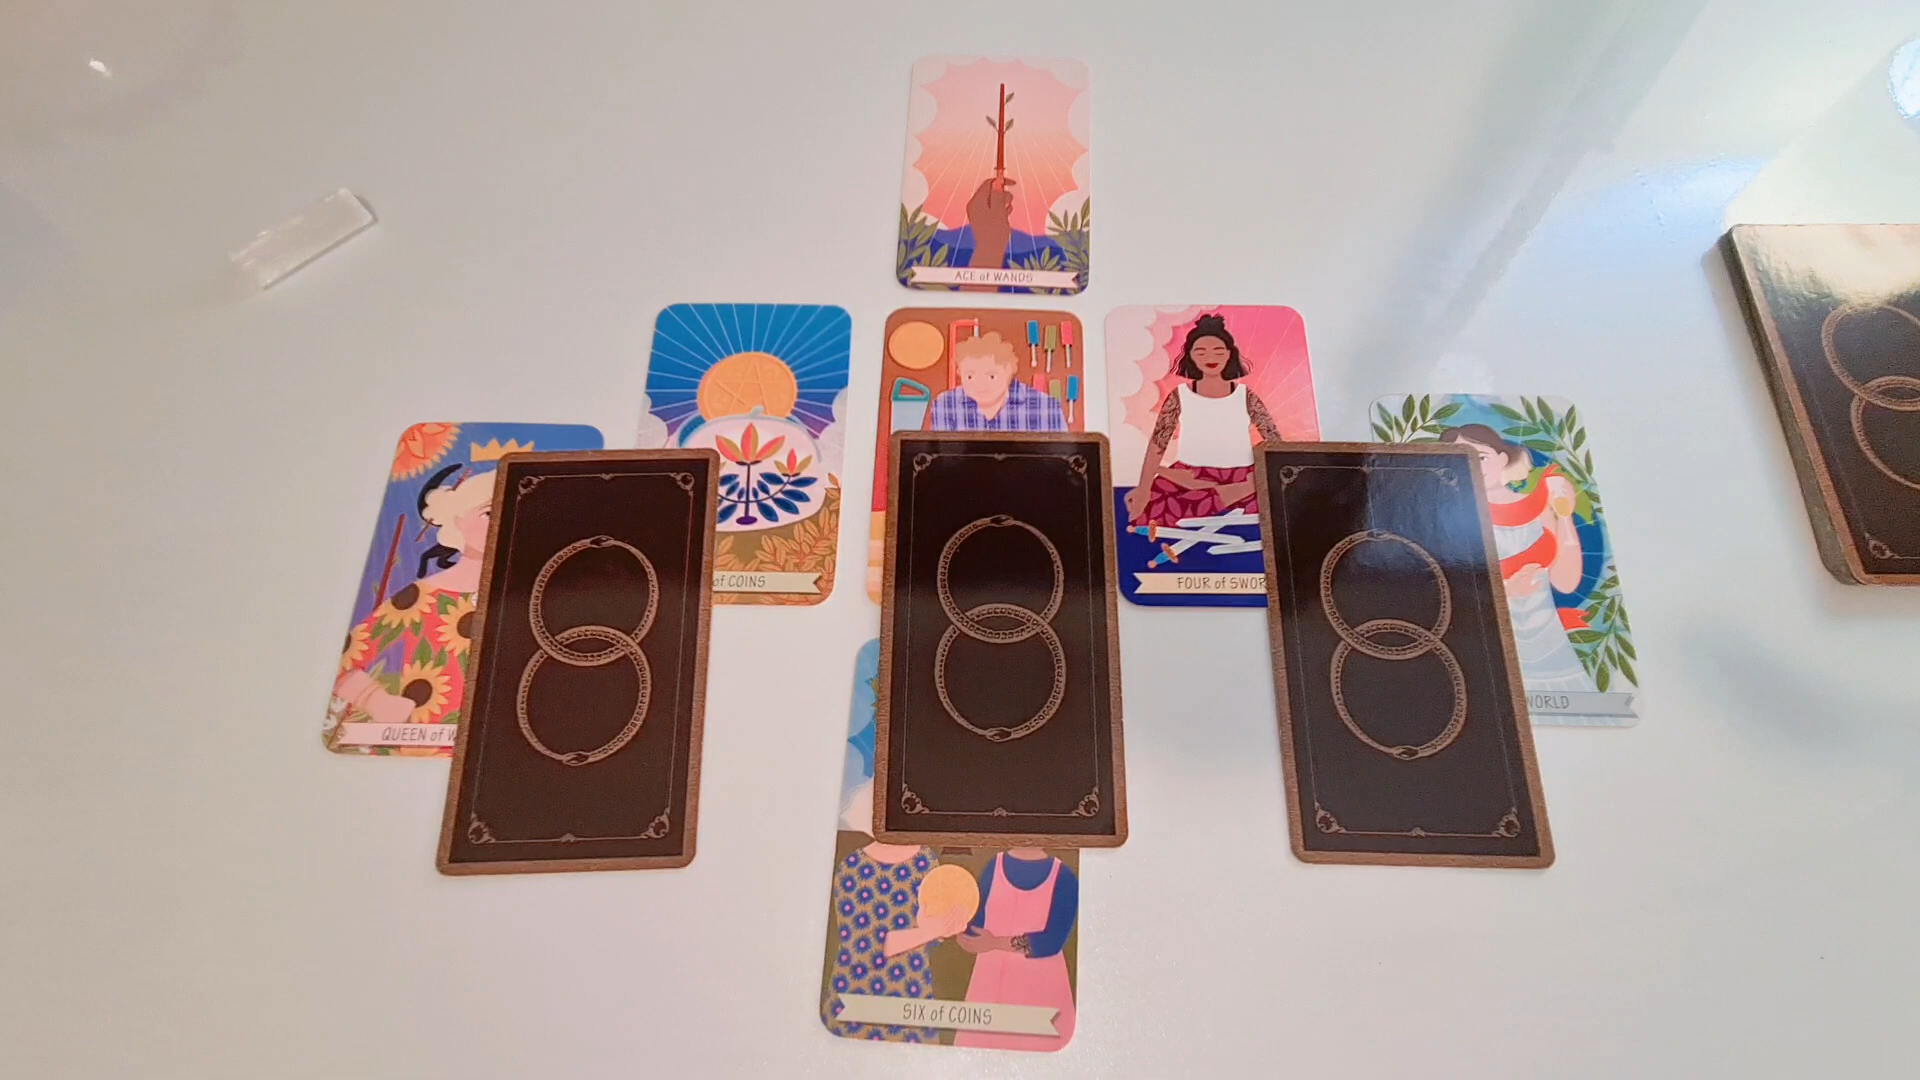 ACE of WANDS
of COINS
FOUR of SWOR
QUEEN of W
WORLD
SIX of COINS